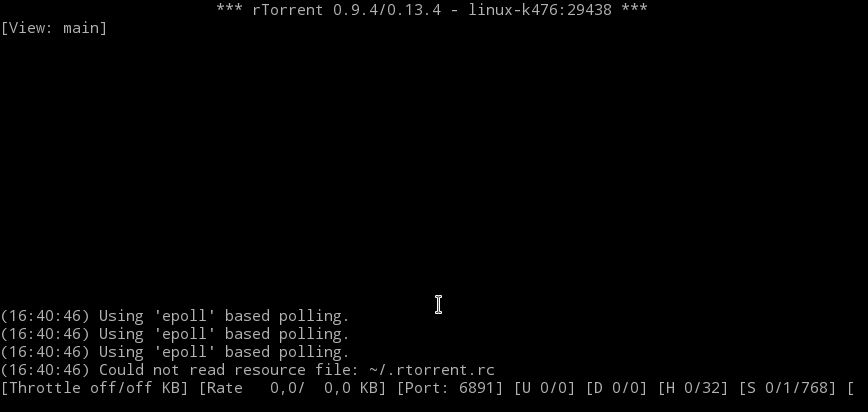 *** rTorrent 0.9.4/0.13.4 - linux-k476:29438 ***
[View: main]
(16:40:46) Using 'epoll' based polling.
(16:40:46) Using 'epoll' based polling.
(16:40:46) Using 'epoll' based polling.
(16:40:46) Could not read resource file: ~/.rtorrent.rc
[Throttle off/off KB] [Rate   0,0/  0,0 KB] [Port: 6891] [U 0/0] [D 0/0] [H 0/32] [S 0/1/768] [